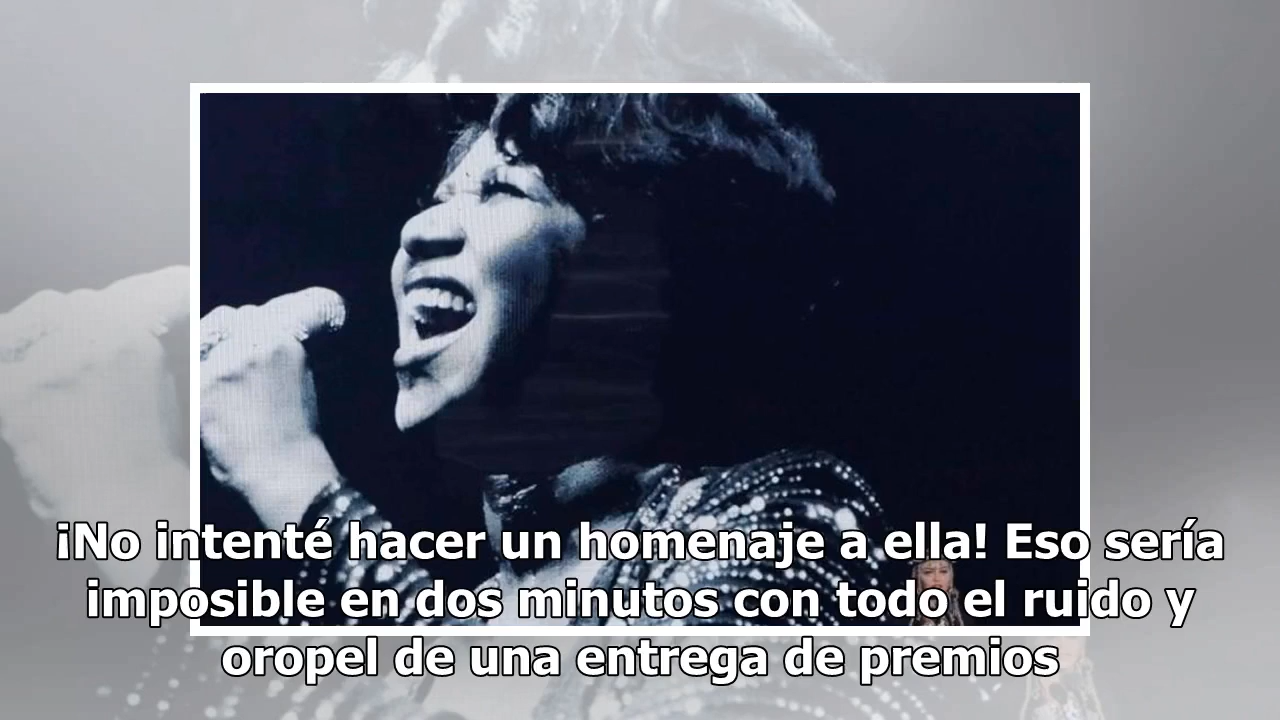 ¡No intenté hacer un homenaje a ella! Eso sería
imposible en dos minutos con todo el ruido y
oropel de una entrega de premios